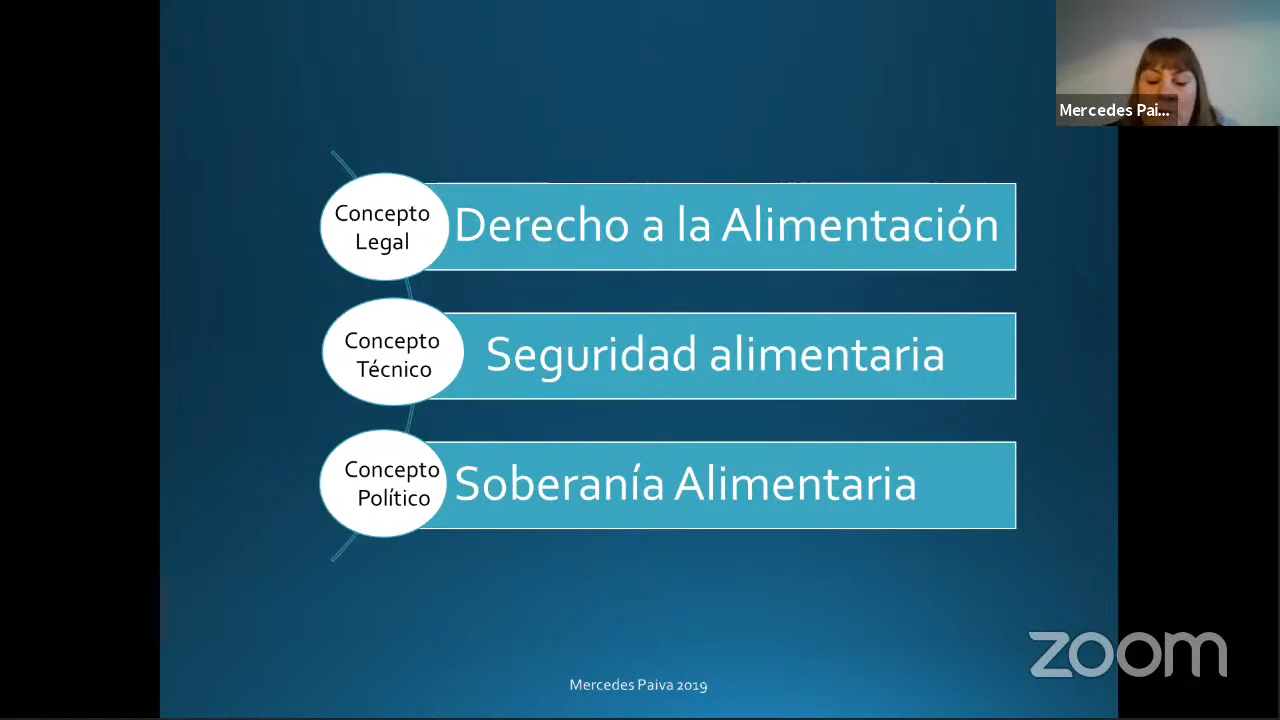 Mercedes Pai...
Concepto
Legal
Derecho a la Alimentación
Concepto
Técnico
Seguridad alimentaria
Concepto
Político
Soberanía Alimentaria
zoom
Mercedes Paiva 2019